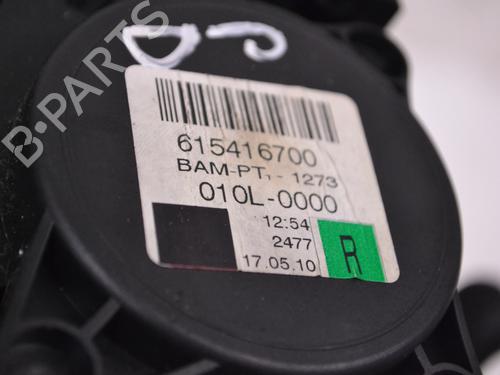 B-PARTS
615416700
BAM-PT, - 1273
010L-0000
12:54
2477
17.05.10
R